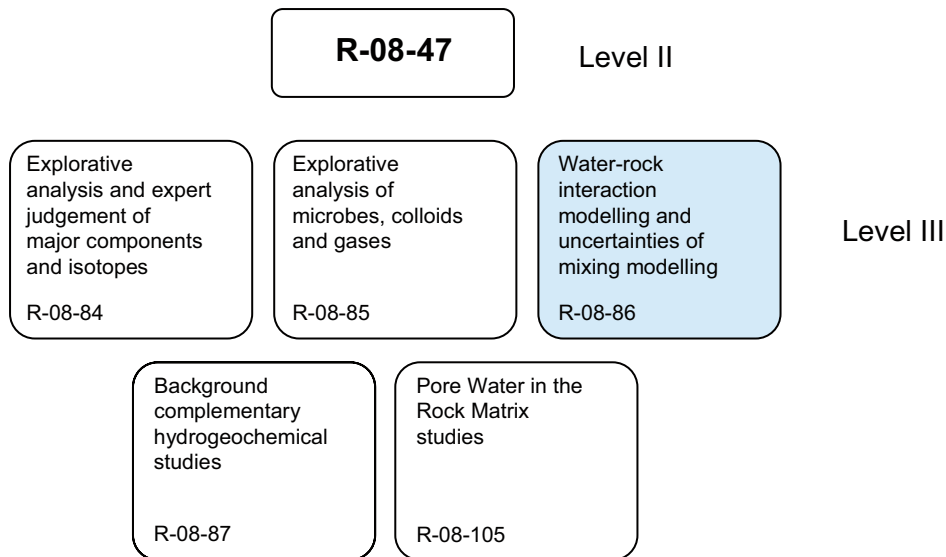 R-08-47
Level II
Explorative
analysis and expert
judgement of
major components
and isotopes
R-08-84
Explorative
analysis of
microbes, colloids
and gases
R-08-85
Water-rock
interaction
modelling and
uncertainties of
mixing modelling
R-08-86
Level III
Background
complementary
hydrogeochemical
studies
R-08-87
Pore Water in the
Rock Matrix
studies
R-08-105